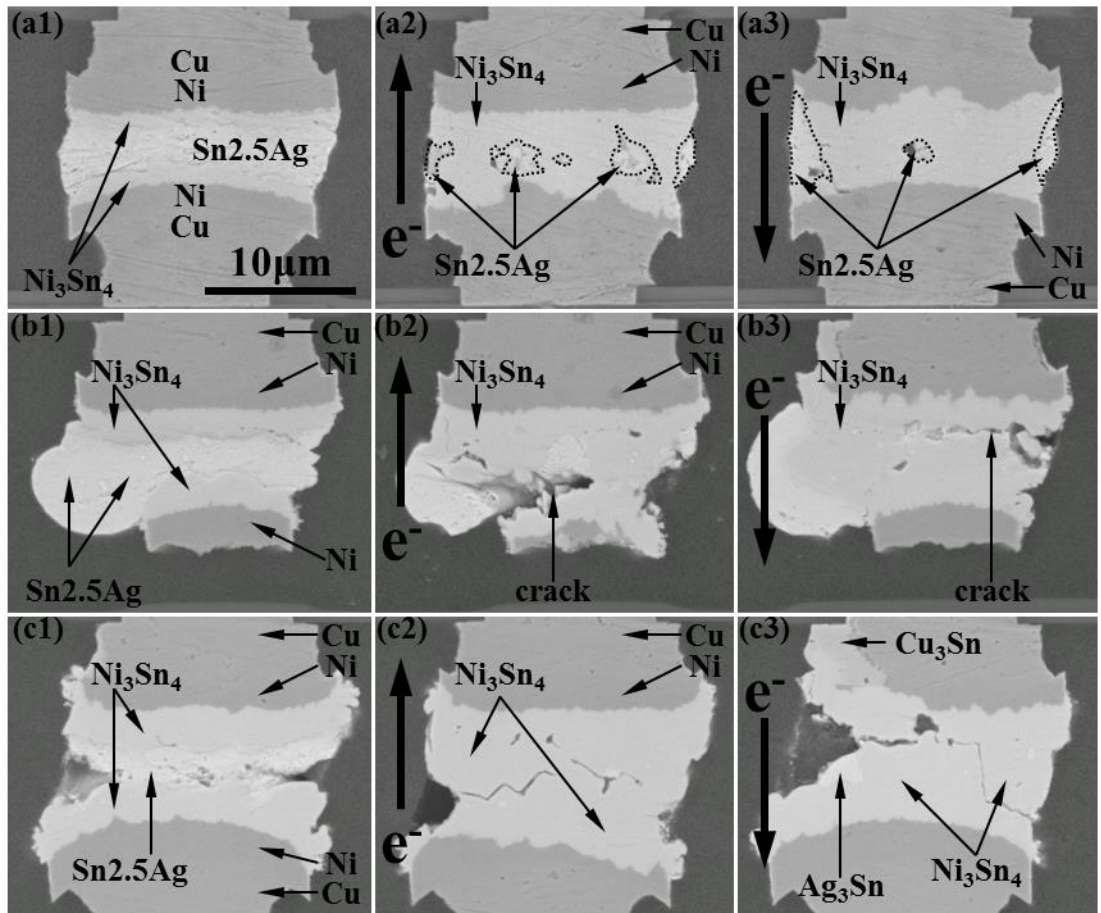 (a1)
Cu
Ni
Sn2.5Ag
Ni
Cu
Ni₃Sn₄
10μm
(a2)
Cu
Ni
Ni₃Sn₄
e⁻
Sn2.5Ag
(a3)
Ni₃Sn₄
e⁻
Sn2.5Ag
Ni
Cu
(b1)
Cu
Ni
Ni₃Sn₄
Ni
Sn2.5Ag
(b2)
Cu
Ni
Ni₃Sn₄
e⁻
crack
(b3)
Ni₃Sn₄
e⁻
crack
(c1)
Cu
Ni
Ni₃Sn₄
Sn2.5Ag
Ni
Cu
(c2)
Cu
Ni
Ni₃Sn₄
e⁻
(c3)
Cu₃Sn
e⁻
Ag₃Sn
Ni₃Sn₄